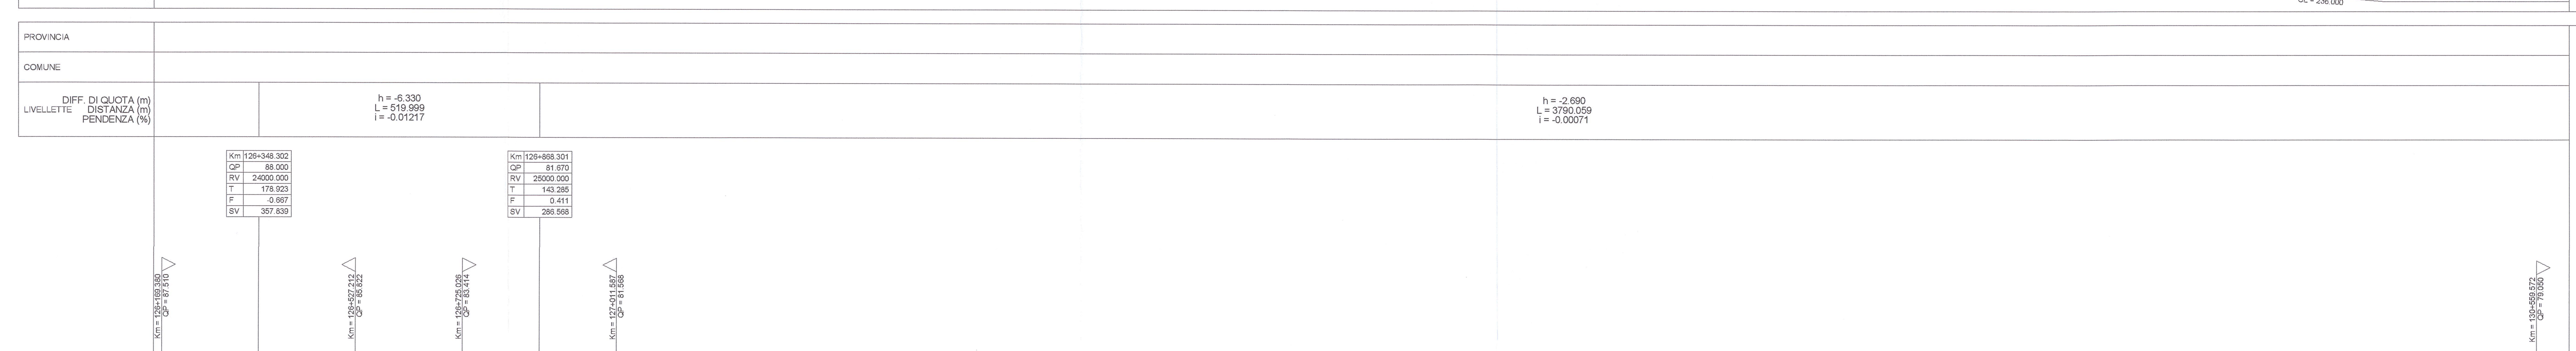 PROVINCIA
COMUNE
LIVELLETTE
DIFF. DI QUOTA (m)
DISTANZA (m)
PENDENZA (%)
h = -6.330
L = 519.999
i = -0.01217
h = -2.690
L = 3790.059
i = -0.00071
Km 126+348.302
QP 88.000
RV 24000.000
T 178.923
F -0.667
SV 357.839
Km 126+868.301
QP 81.670
RV 25000.000
T 143.285
F 0.411
SV 286.568
Km = 126+169.380
QP = 87.510
Km = 126+527.212
QP = 85.822
Km = 126+725.026
QP = 83.414
Km = 127+011.587
QP = 81.568
Km = 130+559.572
QP = 79.050